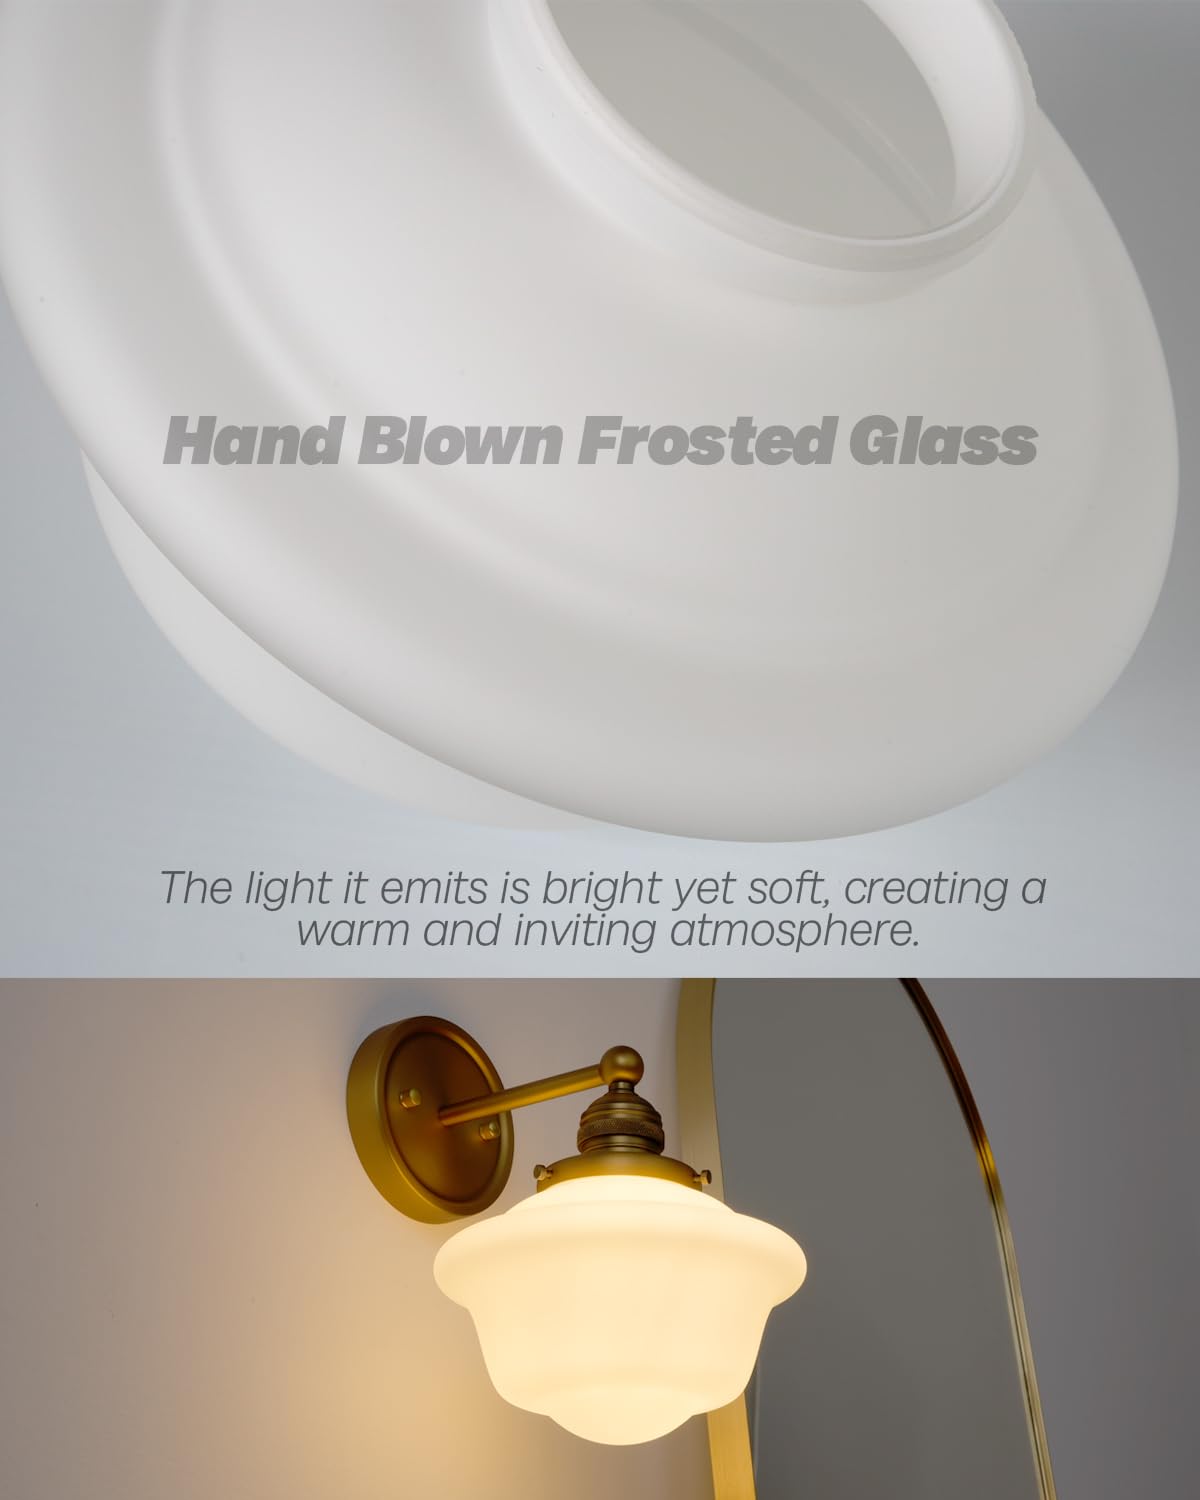 Hand Blown Frosted Glass
The light it emits is bright yet soft, creating a
warm and inviting atmosphere.